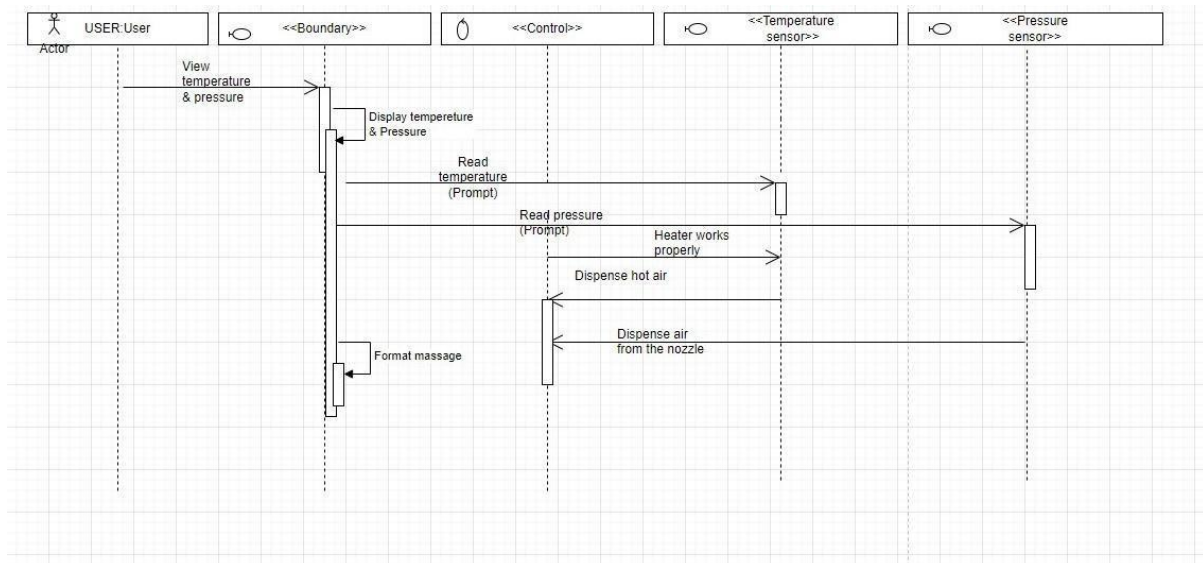 USER:User
Actor
<<Boundary>>
<<Control>>
<<Temperature
sensor>>
<<Pressure
sensor>>
View
temperature
& pressure
Display tempereture
& Pressure
Read
temperature
(Prompt)
Read pressure
(Prompt)
Heater works
properly
Dispense hot air
Dispense air
from the nozzle
Format massage